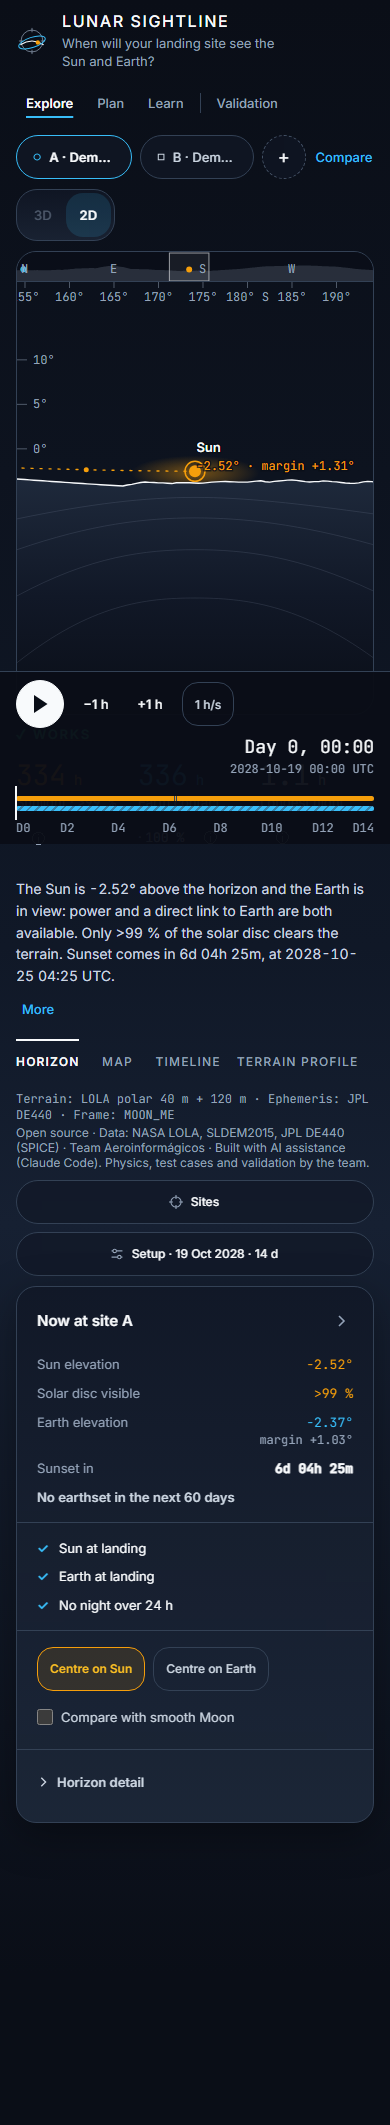 LUNAR SIGHTLINE
When will your landing site see the
Sun and Earth?
Explore Plan Learn Validation
A · Dem... B · Dem... + Compare
3D 2D
N E S W
55° 160° 165° 170° 175° 180° S 185° 190°
10°
5°
0°
Sun
-2.52° · margin +1.31°
−1 h +1 h 1 h/s
✓ WORKS
Day 0, 00:00
334 h 336 h 1.1 h
2028-10-19 00:00 UTC
D0 D2 D4 D6 D8 D10 D12 D14
100 %
The Sun is -2.52° above the horizon and the Earth is
in view: power and a direct link to Earth are both
available. Only >99 % of the solar disc clears the
terrain. Sunset comes in 6d 04h 25m, at 2028-10-
25 04:25 UTC.
More
HORIZON MAP TIMELINE TERRAIN PROFILE
Terrain: LOLA polar 40 m + 120 m · Ephemeris: JPL
DE440 · Frame: MOON_ME
Open source · Data: NASA LOLA, SLDEM2015, JPL DE440
(SPICE) · Team Aeroinformágicos · Built with AI assistance
(Claude Code). Physics, test cases and validation by the team.
Sites
Setup · 19 Oct 2028 · 14 d
Now at site A
Sun elevation -2.52°
Solar disc visible >99 %
Earth elevation -2.37°
margin +1.03°
Sunset in 6d 04h 25m
No earthset in the next 60 days
Sun at landing
Earth at landing
No night over 24 h
Centre on Sun Centre on Earth
Compare with smooth Moon
Horizon detail